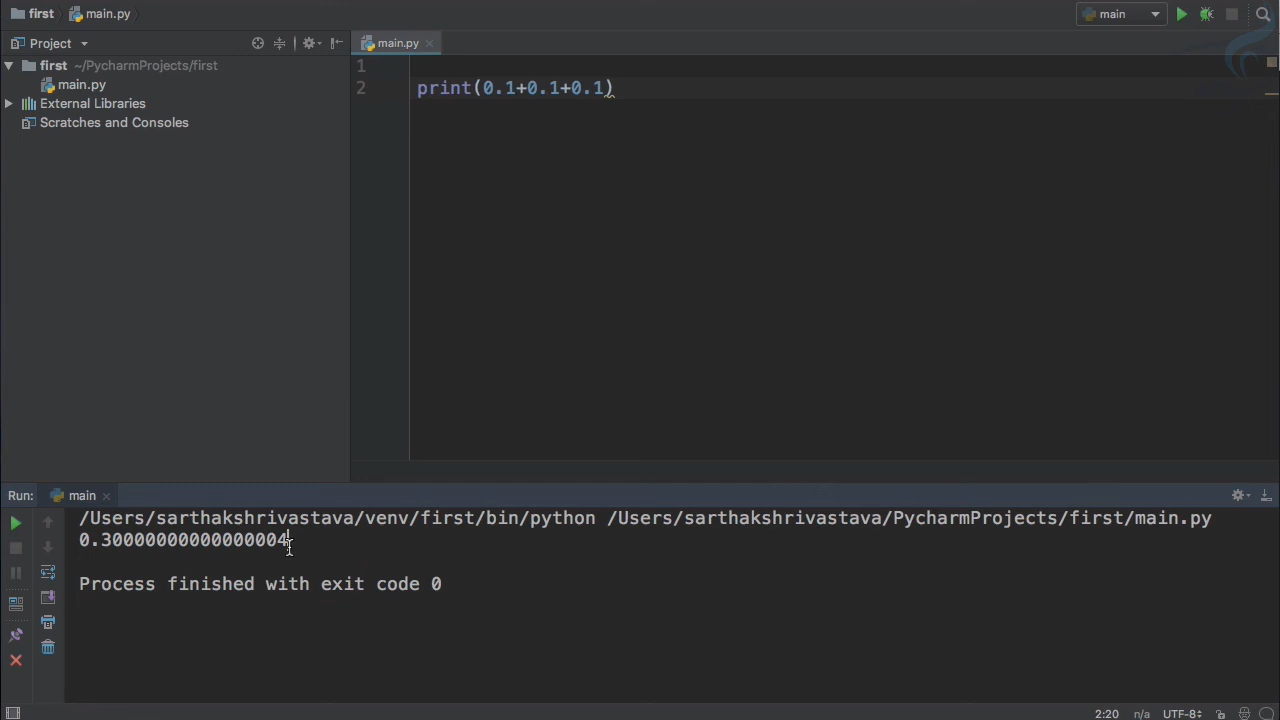 first main.py main
Project main.py
first ~/PycharmProjects/first
main.py
External Libraries
Scratches and Consoles
1
2 print(0.1+0.1+0.1)
Run: main
/Users/sarthakshrivastava/venv/first/bin/python /Users/sarthakshrivastava/PycharmProjects/first/main.py
0.30000000000000004
Process finished with exit code 0
2:20 n/a UTF-8